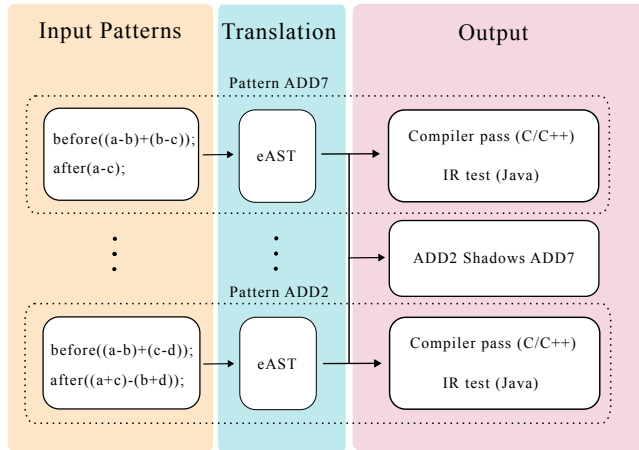 Input Patterns
Translation
Output
Pattern ADD7
before((a-b)+(b-c));
after(a-c);
eAST
Compiler pass (C/C++)
IR test (Java)
ADD2 Shadows ADD7
Pattern ADD2
before((a-b)+(c-d));
after((a+c)-(b+d));
eAST
Compiler pass (C/C++)
IR test (Java)